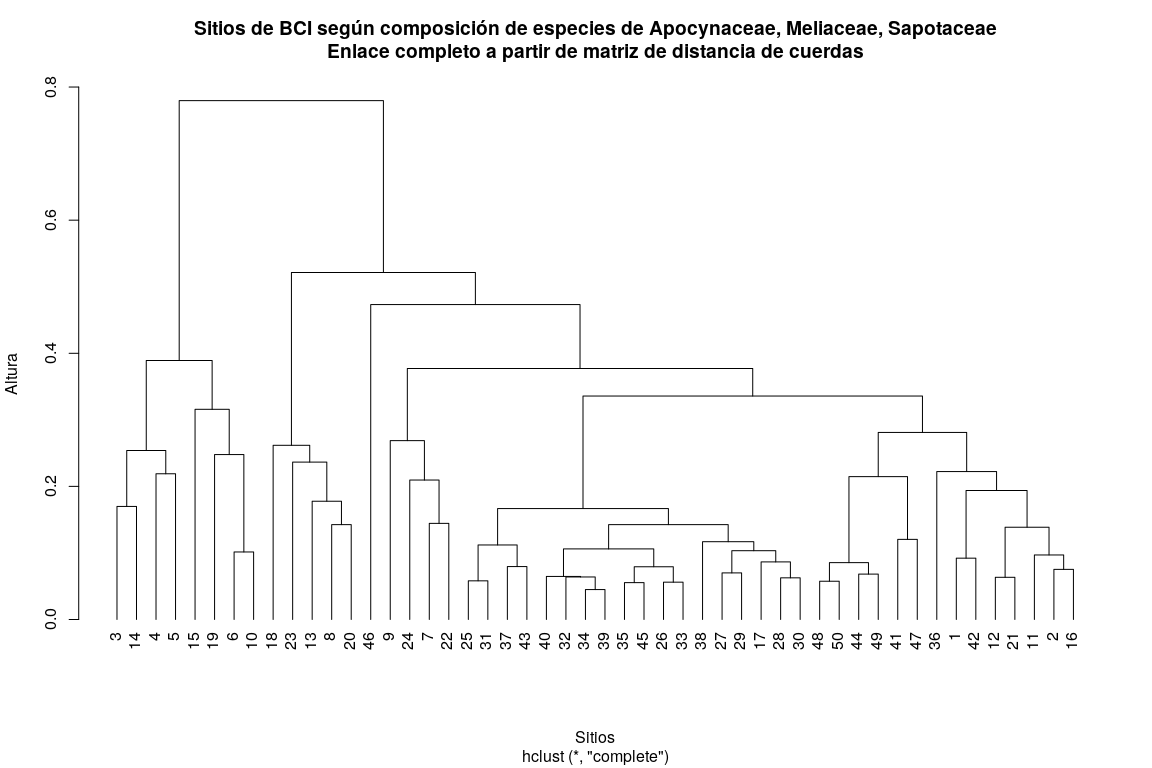 Sitios de BCI según composición de especies de Apocynaceae, Meliaceae, Sapotaceae
Enlace completo a partir de matriz de distancia de cuerdas
0.8
0.6
0.4
0.2
0.0
Altura
3 14 4 5 15 19 6 10 18 23 13 8 20 46 9 24 7 22 25 31 37 43 40 32 34 39 35 45 26 33 38 27 29 17 28 30 48 50 44 49 41 47 36 1 42 12 21 11 2 16
Sitios
hclust (*, "complete")